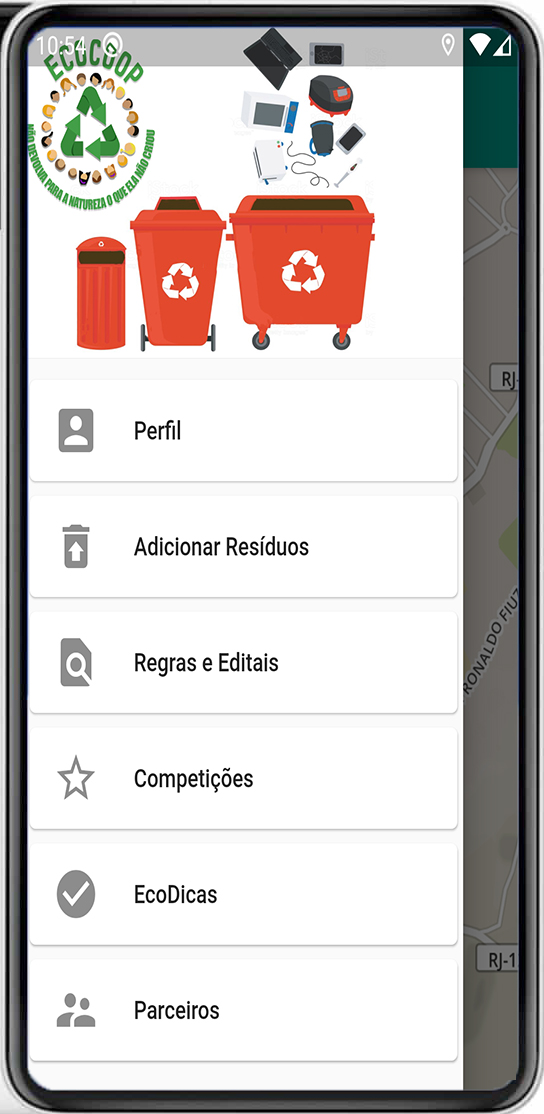 10:54
ECOCOOP
NÃO DEVOLVA PARA A NATUREZA O QUE ELA NÃO CRIOU
RJ-
Perfil
Adicionar Resíduos
RONALDO FIUZ
Regras e Editais
Competições
EcoDicas
RJ-1
Parceiros